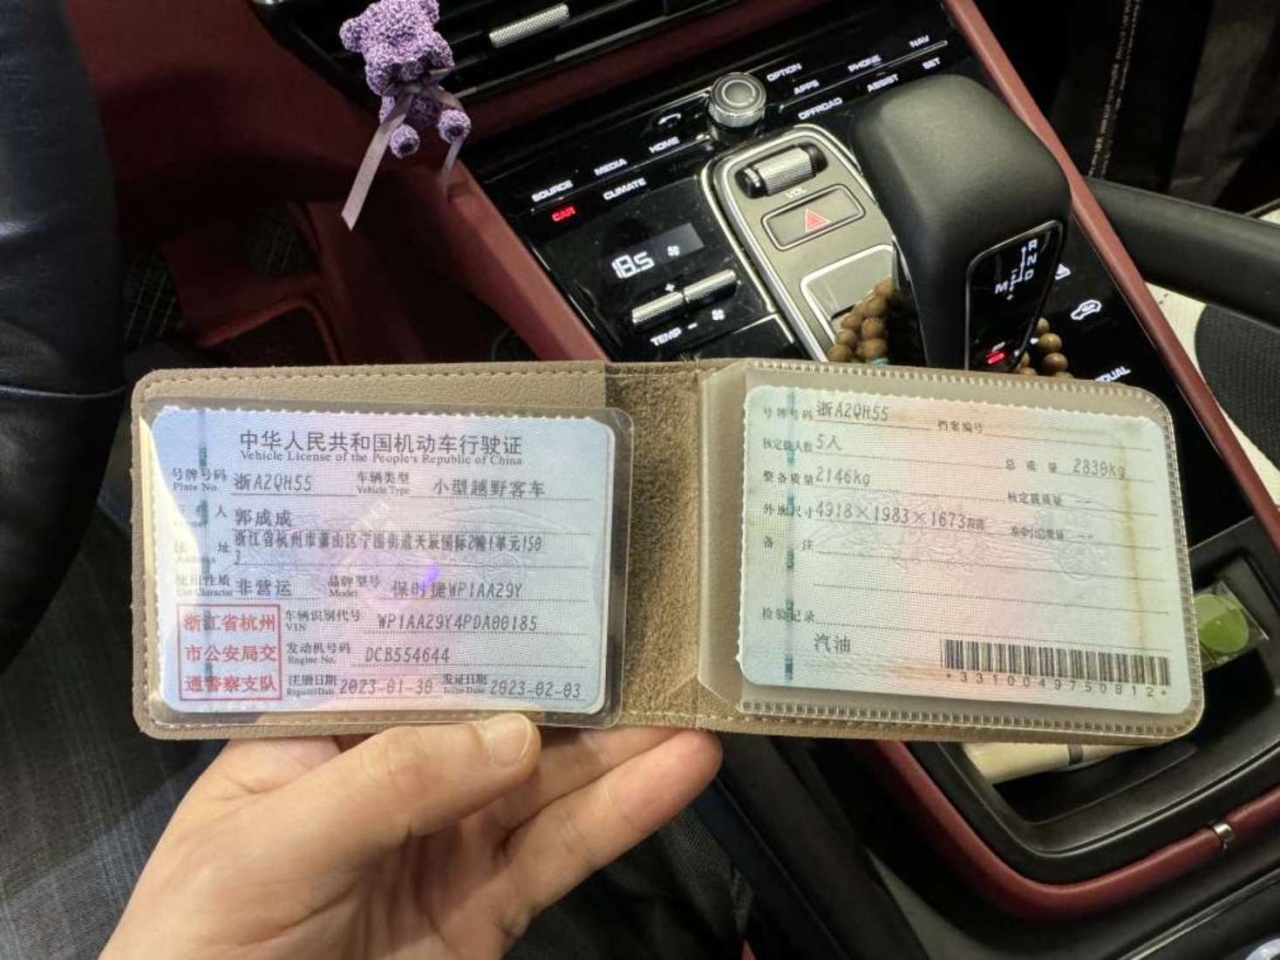 NAV
OPTION
PHONE
SET
APPS
ASSIST
OFFROAD
HOME
MEDIA
SOURCE
CLIMATE
CAR
VOL
18.5
TEMP
R
N
D
M
+
中华人民共和国机动车行驶证
Vehicle License of the People's Republic of China
号牌号码 浙A2QH55 车辆类型 小型越野客车
Plate No. Vehicle Type
人 郭成成
址 浙江省杭州市萧山区宁围街道天辰国际2幢1单元150
使用性质 非营运 品牌型号 保时捷WP1AA29Y
Use Character Model
浙江省杭州
市公安局交
通警察支队
车辆识别代号 WP1AA29Y4PDA00185
VIN
发动机号码 DCB554644
Engine No.
注册日期 2023-01-30 发证日期 2023-02-03
Register Date Issue Date
号牌号码 浙A2QH55 档案编号
核定载人数 5人 总质量 2830kg
整备质量 2146kg 核定载质量 --
外廓尺寸 4918×1983×1673mm 准牵引总质量 --
备注
检验记录
汽油
*3310049750812*